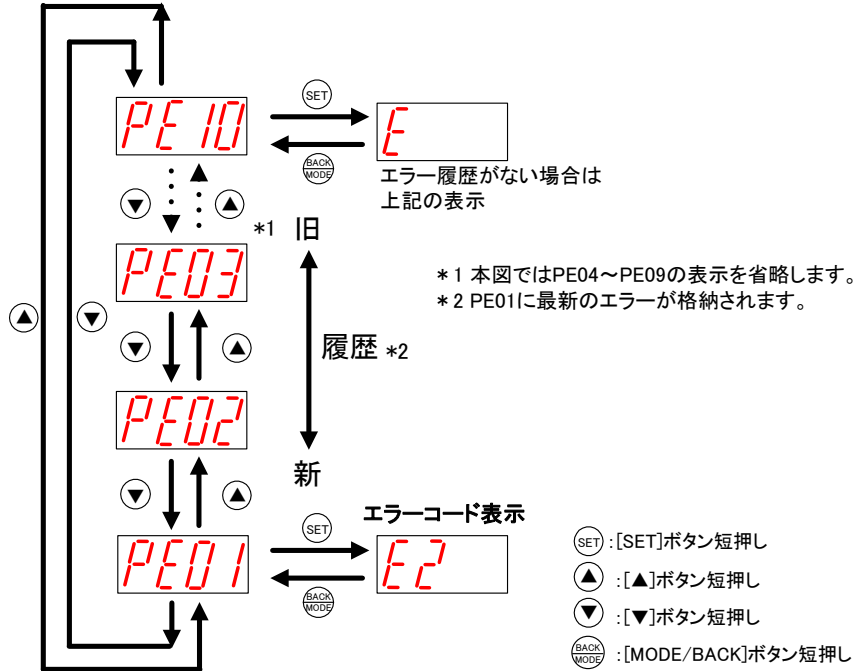 PE10
SET
E
BACK
MODE
エラー履歴がない場合は
上記の表示
▼
▲
*1 旧
PE03
*1 本図ではPE04～PE09の表示を省略します。
*2 PE01に最新のエラーが格納されます。
▲
▼
▼
▲
履歴 *2
PE02
新
▼
▲
エラーコード表示
SET
PE01
E2
BACK
MODE
SET :[SET]ボタン短押し
▲ :[▲]ボタン短押し
▼ :[▼]ボタン短押し
BACK
MODE :[MODE/BACK]ボタン短押し